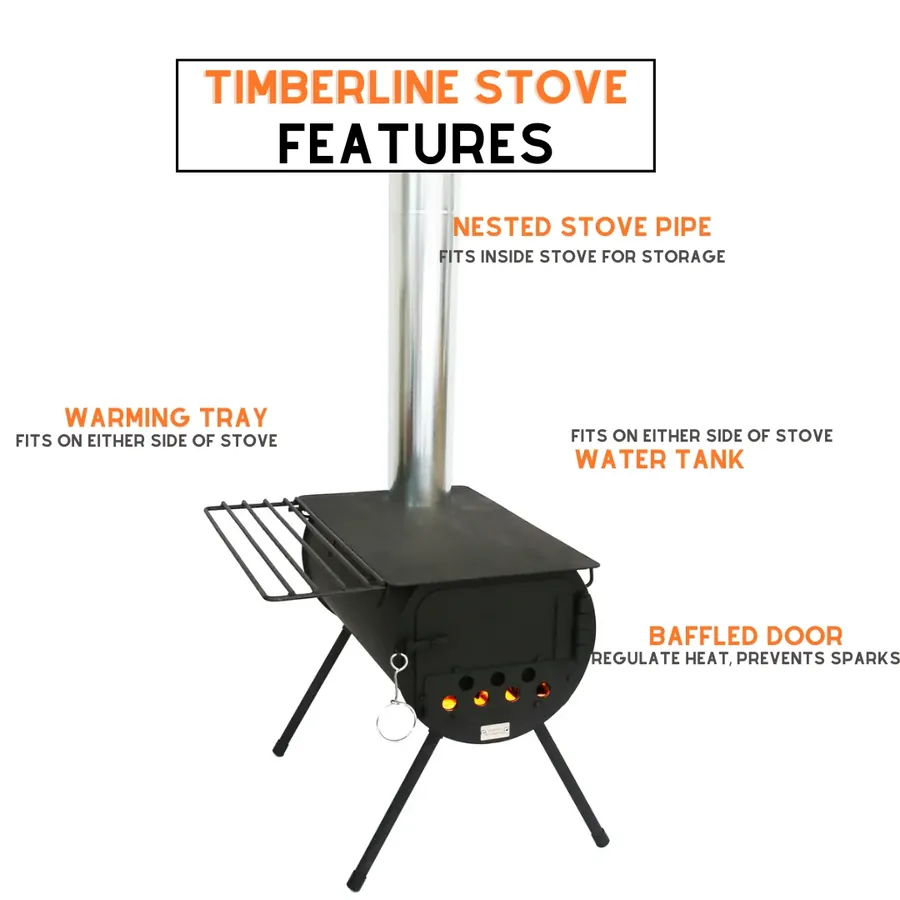 TIMBERLINE STOVE
FEATURES
NESTED STOVE PIPE
FITS INSIDE STOVE FOR STORAGE
WARMING TRAY
FITS ON EITHER SIDE OF STOVE
FITS ON EITHER SIDE OF STOVE
WATER TANK
BAFFLED DOOR
REGULATE HEAT, PREVENTS SPARKS